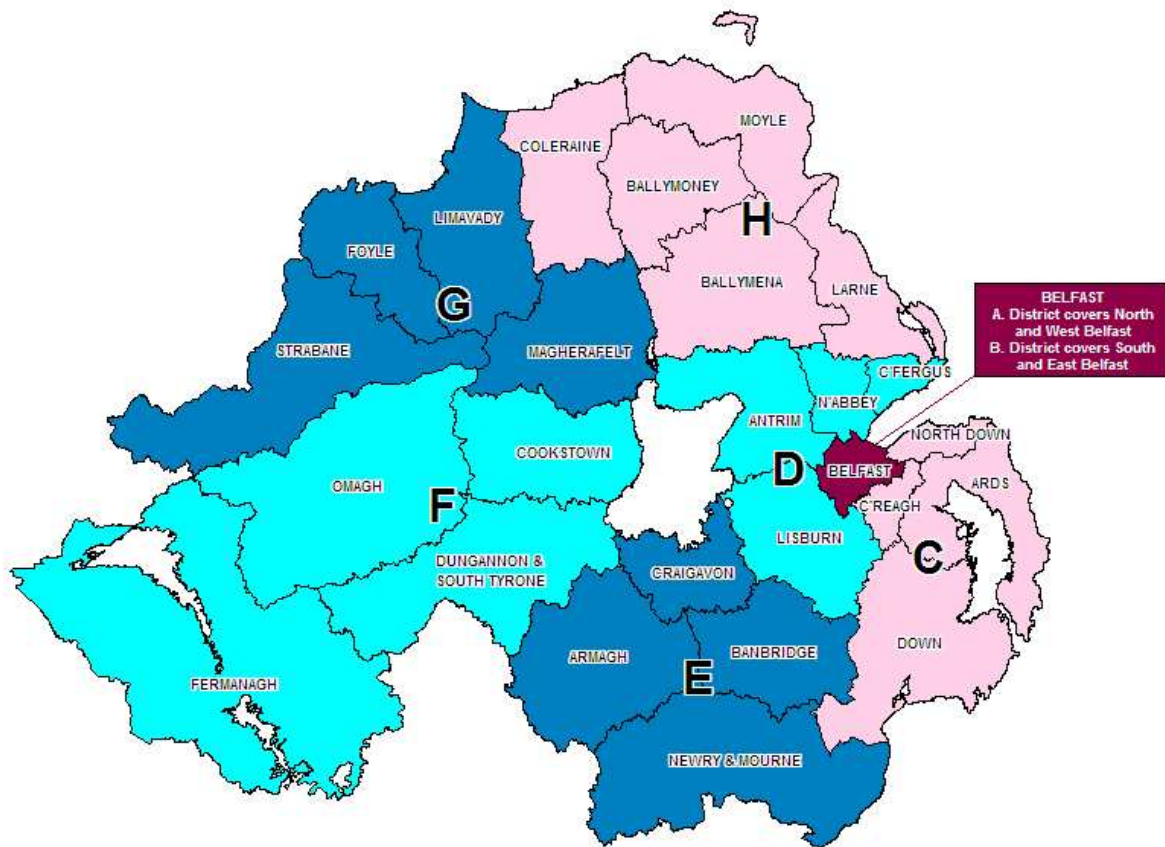 MOYLE
COLERAINE
BALLYMONEY
LIMAVADY
H
FOYLE
BALLYMENA
LARNE
G
BELFAST
A. District covers North
and West Belfast
B. District covers South
and East Belfast
STRABANE
MAGHERAFELT
C'FERGUS
N'ABBEY
ANTRIM
NORTH DOWN
COOKSTOWN
D
BELFAST
OMAGH
ARDS
F
C'REAGH
LISBURN
DUNGANNON &
SOUTH TYRONE
C
CRAIGAVON
DOWN
ARMAGH
BANBRIDGE
E
FERMANAGH
NEWRY & MOURNE